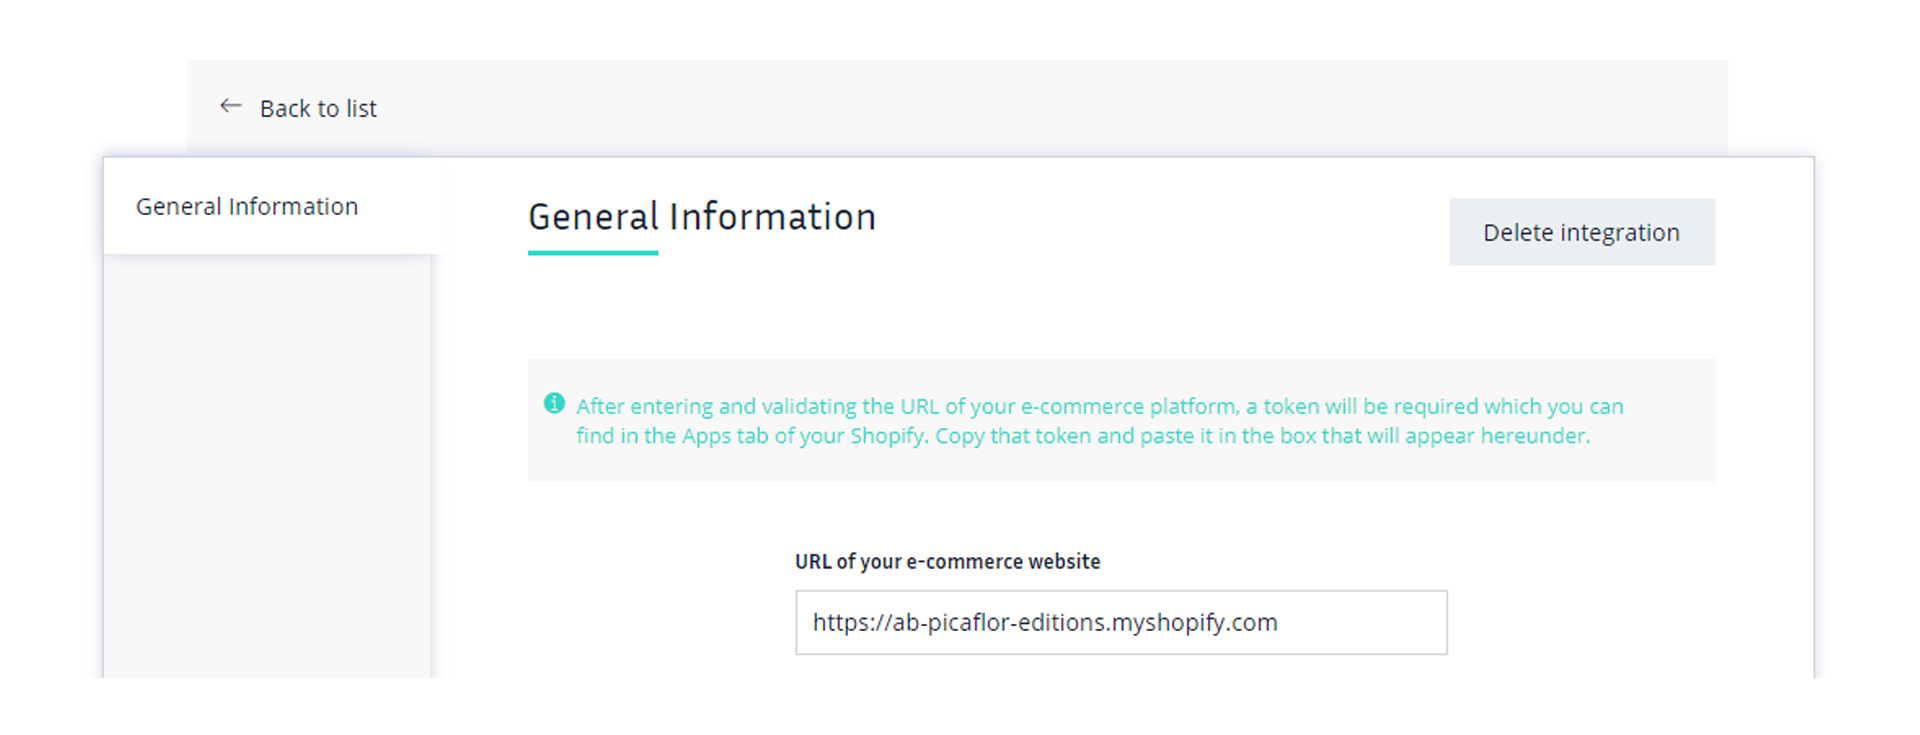 Back to list
General Information
General Information
Delete integration
After entering and validating the URL of your e-commerce platform, a token will be required which you can
find in the Apps tab of your Shopify. Copy that token and paste it in the box that will appear hereunder.
URL of your e-commerce website
https://ab-picaflor-editions.myshopify.com